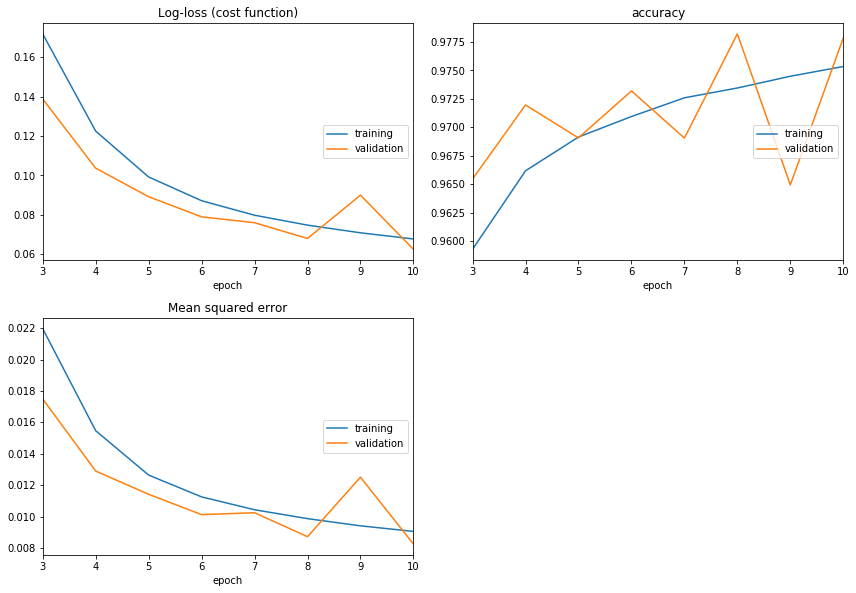 Log-loss (cost function)
0.16
0.14
0.12
0.10
0.08
0.06
training
validation
3 4 5 6 7 8 9 10
epoch
accuracy
0.9775
0.9750
0.9725
0.9700
0.9675
0.9650
0.9625
0.9600
training
validation
3 4 5 6 7 8 9 10
epoch
Mean squared error
0.022
0.020
0.018
0.016
0.014
0.012
0.010
0.008
training
validation
3 4 5 6 7 8 9 10
epoch